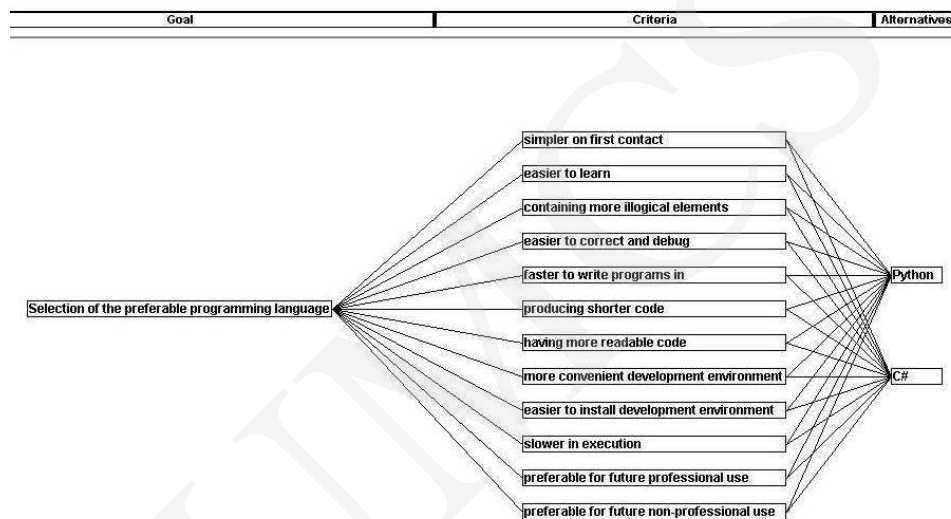 Goal Criteria Alternatives
simpler on first contact
easier to learn
containing more illogical elements
easier to correct and debug
faster to write programs in
Python
Selection of the preferable programming language
producing shorter code
having more readable code
more convenient development environment
C#
easier to install development environment
slower in execution
preferable for future professional use
preferable for future non-professional use
UMCS